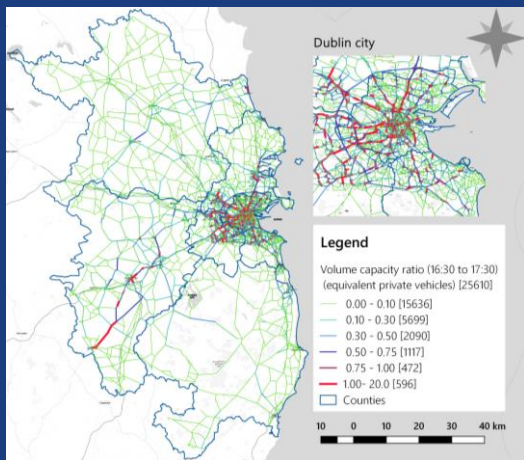 Dublin city
Legend
Volume capacity ratio (16:30 to 17:30)
(equivalent private vehicles) [25610]
0.00 - 0.10 [15636]
0.10 - 0.30 [5699]
0.30 - 0.50 [2090]
0.50 - 0.75 [1117]
0.75 - 1.00 [472]
1.00- 20.0 [596]
Counties
10 0 10 20 30 40 km